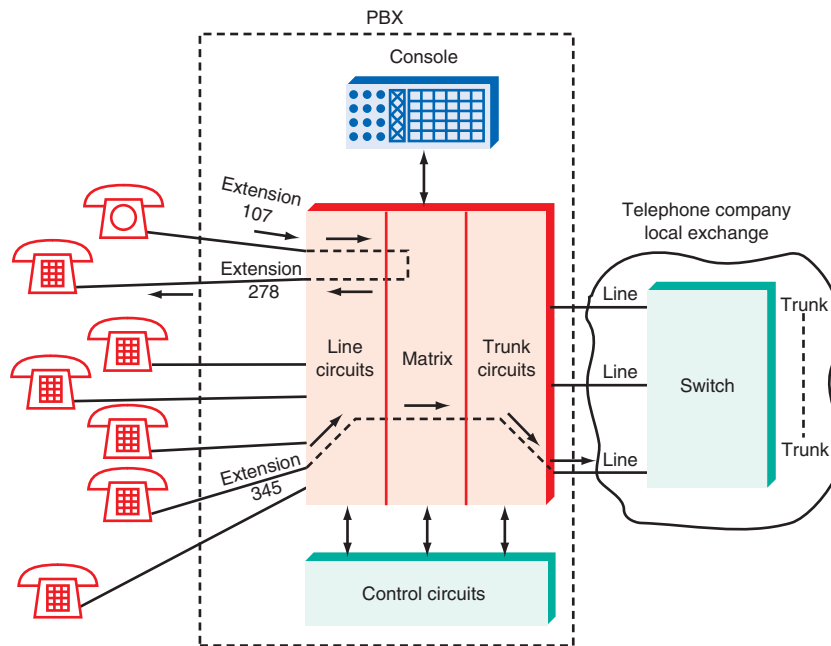 PBX
Console
Extension
107
Extension
278
Line
circuits
Matrix
Trunk
circuits
Extension
345
Control circuits
Telephone company
local exchange
Line
Line
Line
Switch
Trunk
Trunk